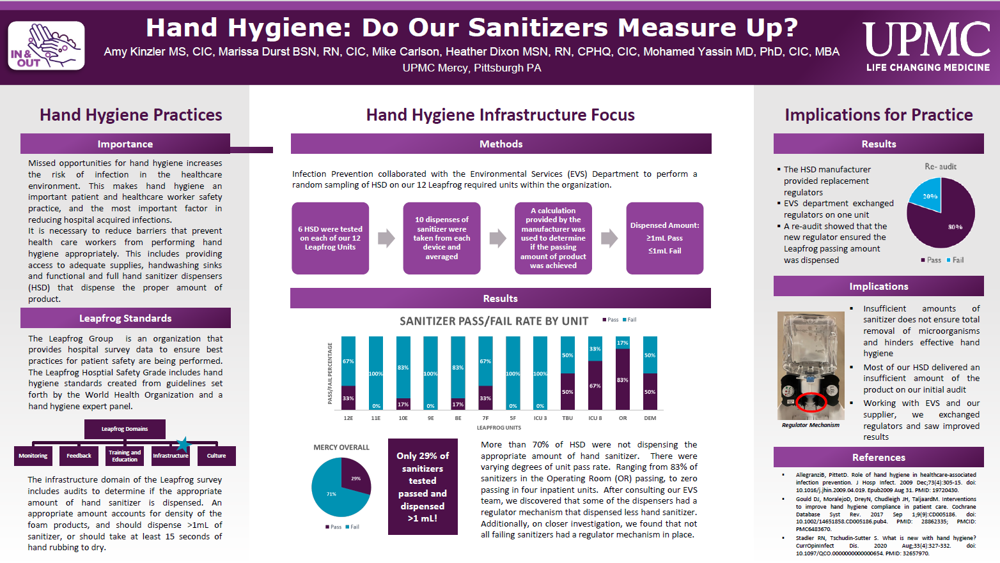 IN &
OUT
Hand Hygiene: Do Our Sanitizers Measure Up?
Amy Kinzler MS, CIC, Marissa Durst BSN, RN, CIC, Mike Carlson, Heather Dixon MSN, RN, CPHQ, CIC, Mohamed Yassin MD, PhD, CIC, MBA
UPMC Mercy, Pittsburgh PA
UPMC
LIFE CHANGING MEDICINE
Hand Hygiene Practices
Importance
Missed opportunities for hand hygiene increases
the risk of infection in the healthcare
environment. This makes hand hygiene an
important patient and healthcare worker safety
practice, and the most important factor in
reducing hospital acquired infections.
It is necessary to reduce barriers that prevent
health care workers from performing hand
hygiene appropriately. This includes providing
access to adequate supplies, handwashing sinks
and functional and full hand sanitizer dispensers
(HSD) that dispense the proper amount of
product.
Leapfrog Standards
The Leapfrog Group is an organization that
provides hospital survey data to ensure best
practices for patient safety are being performed.
The Leapfrog Hosptial Safety Grade includes hand
hygiene standards created from guidelines set
forth by the World Health Organization and a
hand hygiene expert panel.
Leapfrog Domains
Monitoring
Feedback
Training and
Education
Infrastructure
Culture
The infrastructure domain of the Leapfrog survey
includes audits to determine if the appropriate
amount of hand sanitizer is dispensed. An
appropriate amount accounts for density of the
foam products, and should dispense >1mL of
sanitizer, or should take at least 15 seconds of
hand rubbing to dry.
Hand Hygiene Infrastructure Focus
Methods
Infection Prevention collaborated with the Environmental Services (EVS) Department to perform a
random sampling of HSD on our 12 Leapfrog required units within the organization.
6 HSD were tested
on each of our 12
Leapfrog Units
10 dispenses of
sanitizer were
taken from each
device and
averaged
A calculation
provided by the
manufacturer was
used to determine
if the passing
amount of product
was achieved
Dispensed Amount:
≥1mL Pass
≤1mL Fail
Results
SANITIZER PASS/FAIL RATE BY UNIT
Pass Fail
PASS/FAIL PERCENTAGE
67% 100% 83% 100% 83% 67% 100% 100% 50% 33% 17% 50%
33% 0% 17% 0% 17% 33% 0% 0% 50% 67% 83% 50%
12E 11E 10E 9E 8E 7F 5F ICU 3 TBU ICU 8 OR DEM
LEAPFROG UNITS
MERCY OVERALL
29%
71%
Pass Fail
Only 29% of
sanitizers
tested
passed and
dispensed
>1 mL!
More than 70% of HSD were not dispensing the
appropriate amount of hand sanitizer. There were
varying degrees of unit pass rate. Ranging from 83% of
sanitizers in the Operating Room (OR) passing, to zero
passing in four inpatient units. After consulting our EVS
team, we discovered that some of the dispensers had a
regulator mechanism that dispensed less hand sanitizer.
Additionally, on closer investigation, we found that not
all failing sanitizers had a regulator mechanism in place.
Implications for Practice
Results
▪ The HSD manufacturer
provided replacement
regulators
▪ EVS department exchanged
regulators on one unit
▪ A re-audit showed that the
new regulator ensured the
Leapfrog passing amount
was dispensed
Re- audit
20%
80%
Pass Fail
Implications
Regulator Mechanism
▪ Insufficient amounts of
sanitizer does not ensure total
removal of microorganisms
and hinders effective hand
hygiene
▪ Most of our HSD delivered an
insufficient amount of the
product on our initial audit
▪ Working with EVS and our
supplier, we exchanged
regulators and saw improved
results
References
▪ AllegranziB, PittetD. Role of hand hygiene in healthcare-associated
infection prevention. J Hosp Infect. 2009 Dec;73(4):305-15. doi:
10.1016/j.jhin.2009.04.019. Epub2009 Aug 31. PMID: 19720430.
▪ Gould DJ, MoralejoD, DreyN, Chudleigh JH, TaljaardM. Interventions
to improve hand hygiene compliance in patient care. Cochrane
Database Syst Rev. 2017 Sep 1;9(9):CD005186. doi:
10.1002/14651858.CD005186.pub4. PMID: 28862335; PMCID:
PMC6483670.
▪ Stadler RN, Tschudin-Sutter S. What is new with hand hygiene?
CurrOpinInfect Dis. 2020 Aug;33(4):327-332. doi:
10.1097/QCO.0000000000000654. PMID: 32657970.